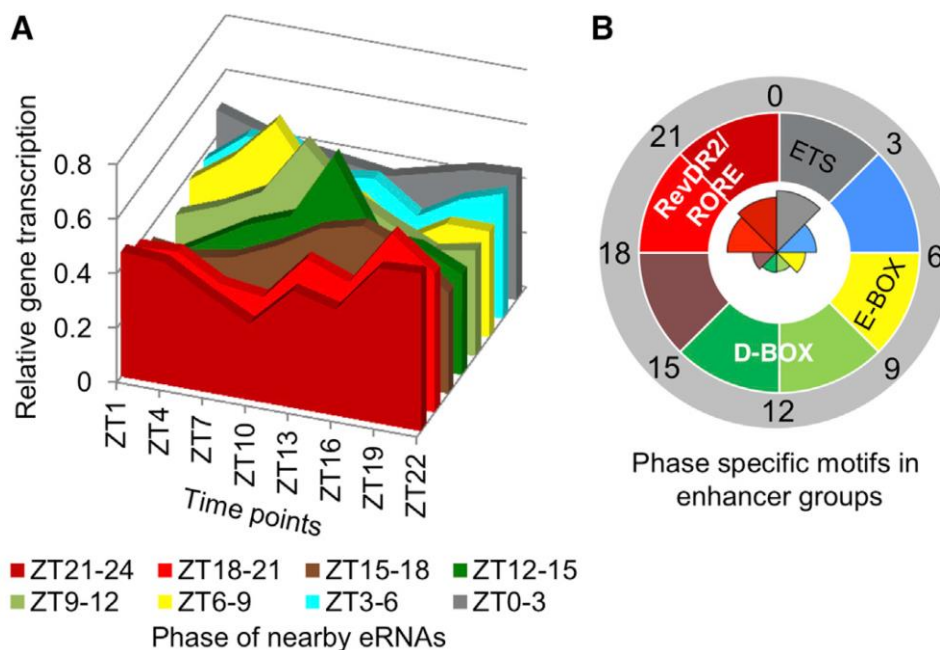 A
Relative gene transcription
0.8
0.6
0.4
0.2
0
ZT1
ZT4
ZT7
ZT10
ZT13
ZT16
ZT19
ZT22
Time points
ZT21-24 ZT18-21 ZT15-18 ZT12-15
ZT9-12 ZT6-9 ZT3-6 ZT0-3
Phase of nearby eRNAs
B
0
3
6
9
12
15
18
21
ETS
E-BOX
D-BOX
RevDR2/
RORE
Phase specific motifs in
enhancer groups